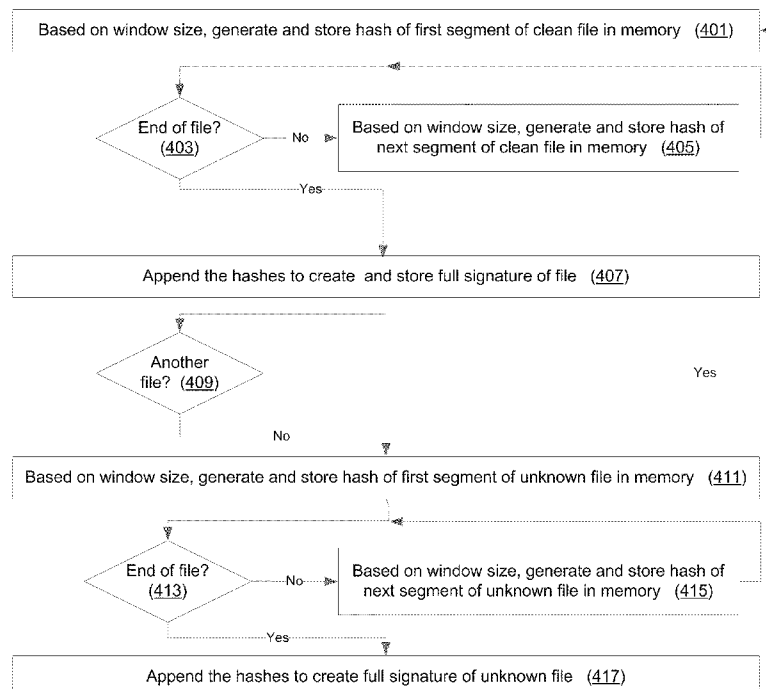 Based on window size, generate and store hash of first segment of clean file in memory (401)
End of file?
(403)
No
Based on window size, generate and store hash of
next segment of clean file in memory (405)
Yes
Append the hashes to create and store full signature of file (407)
Another
file? (409)
Yes
No
Based on window size, generate and store hash of first segment of unknown file in memory (411)
End of file?
(413)
No
Based on window size, generate and store hash of
next segment of unknown file in memory (415)
Yes
Append the hashes to create full signature of unknown file (417)